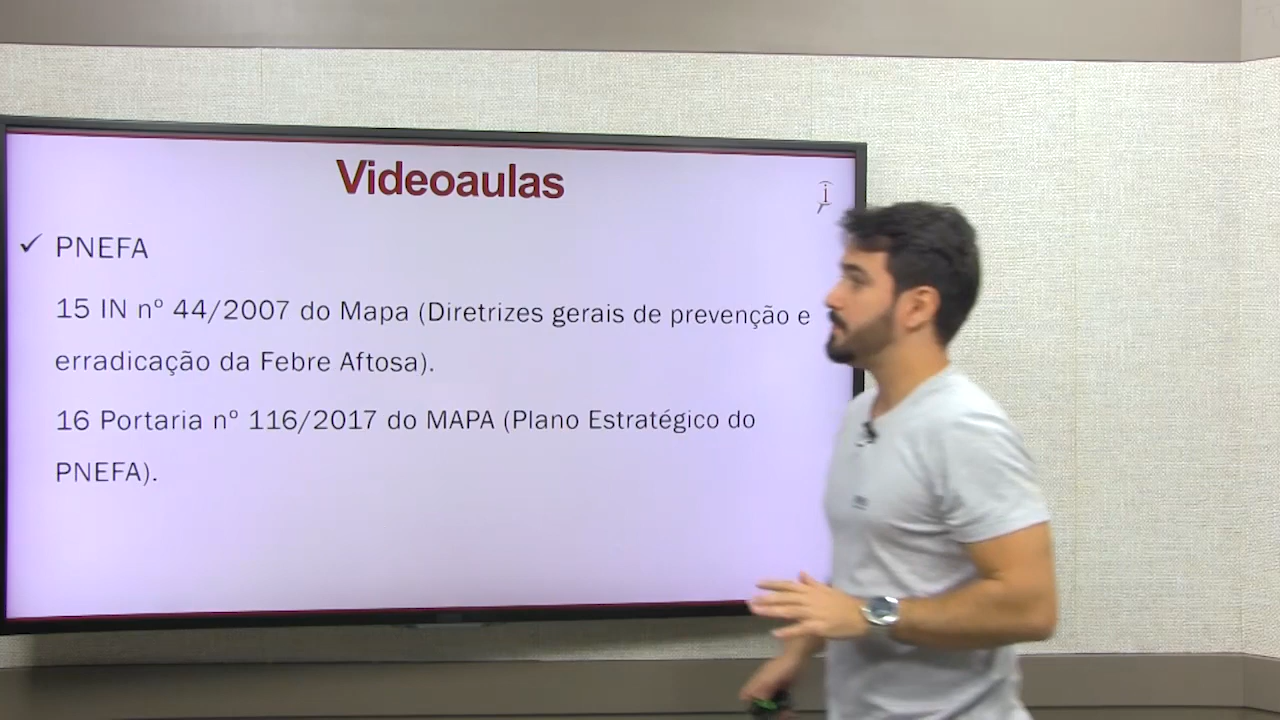 Videoaulas
i
✓ PNEFA
15 IN nº 44/2007 do Mapa (Diretrizes gerais de prevenção e
erradicação da Febre Aftosa).
16 Portaria nº 116/2017 do MAPA (Plano Estratégico do
PNEFA).